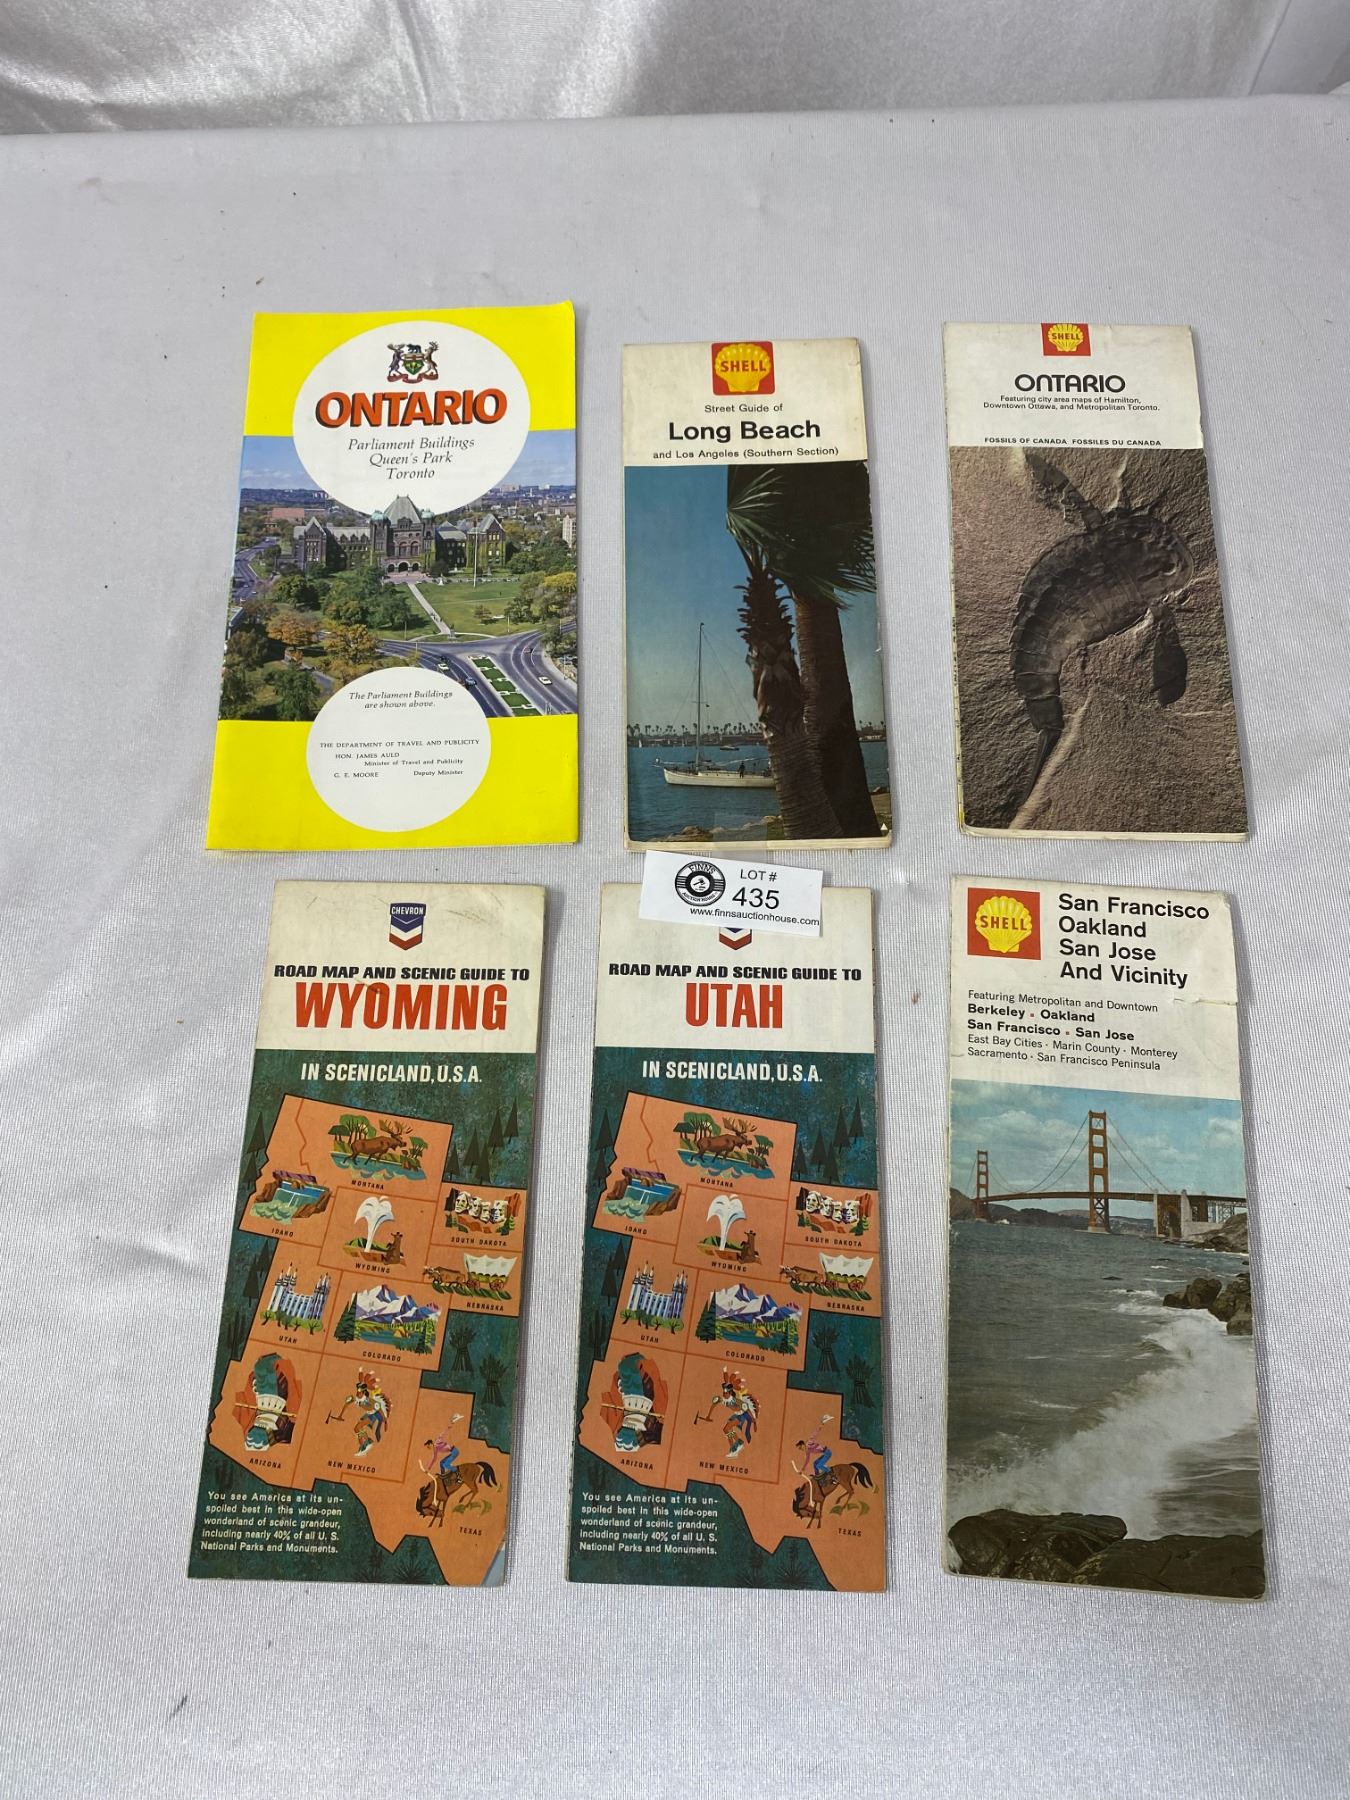 ONTARIO
Parliament Buildings
Queen's Park
Toronto
The Parliament Buildings
are shown above.
THE DEPARTMENT OF TRAVEL AND PUBLICITY
HON. JAMES AULD
Minister of Travel and Publicity
G. E. MOORE Deputy Minister
SHELL
Street Guide of
Long Beach
and Los Angeles (Southern Section)
SHELL
ONTARIO
Featuring city area maps of Hamilton,
Downtown Ottawa, and Metropolitan Toronto.
FOSSILS OF CANADA FOSSILES DU CANADA
FINNS
AUCTION HOUSE
LOT #
435
www.finnsauctionhouse.com
CHEVRON
ROAD MAP AND SCENIC GUIDE TO
WYOMING
IN SCENICLAND, U.S.A.
MONTANA
IDAHO
SOUTH DAKOTA
WYOMING
NEBRASKA
UTAH
COLORADO
ARIZONA
NEW MEXICO
TEXAS
You see America at its un-
spoiled best in this wide-open
wonderland of scenic grandeur,
including nearly 40% of all U. S.
National Parks and Monuments.
ROAD MAP AND SCENIC GUIDE TO
UTAH
IN SCENICLAND, U.S.A.
MONTANA
IDAHO
SOUTH DAKOTA
WYOMING
NEBRASKA
UTAH
COLORADO
ARIZONA
NEW MEXICO
TEXAS
You see America at its un-
spoiled best in this wide-open
wonderland of scenic grandeur,
including nearly 40% of all U. S.
National Parks and Monuments.
SHELL
San Francisco
Oakland
San Jose
And Vicinity
Featuring Metropolitan and Downtown
Berkeley • Oakland
San Francisco • San Jose
East Bay Cities • Marin County • Monterey
Sacramento • San Francisco Peninsula